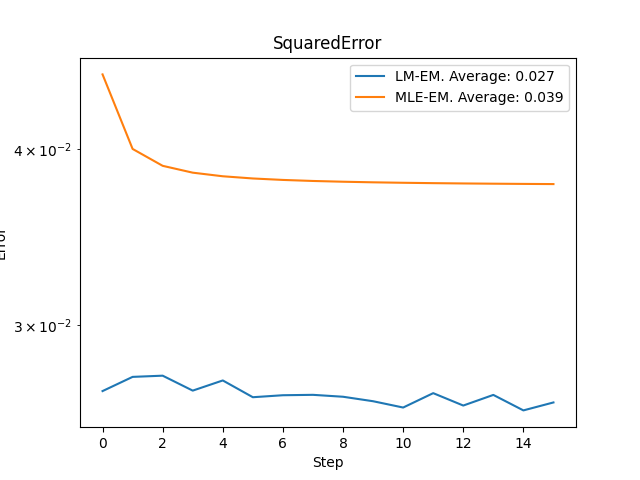 SquaredError
LM-EM. Average: 0.027
MLE-EM. Average: 0.039
4 × 10⁻²
3 × 10⁻²
Error
0 2 4 6 8 10 12 14
Step